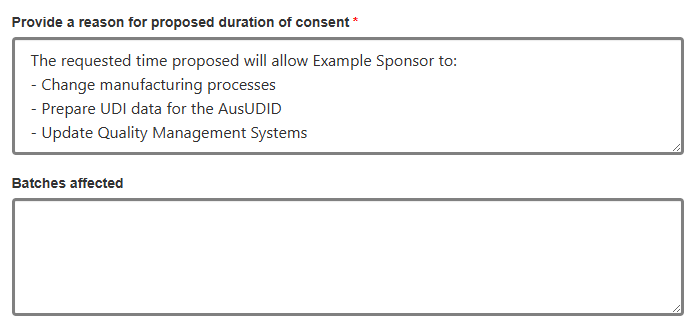 Provide a reason for proposed duration of consent *
The requested time proposed will allow Example Sponsor to:
- Change manufacturing processes
- Prepare UDI data for the AusUDID
- Update Quality Management Systems
Batches affected